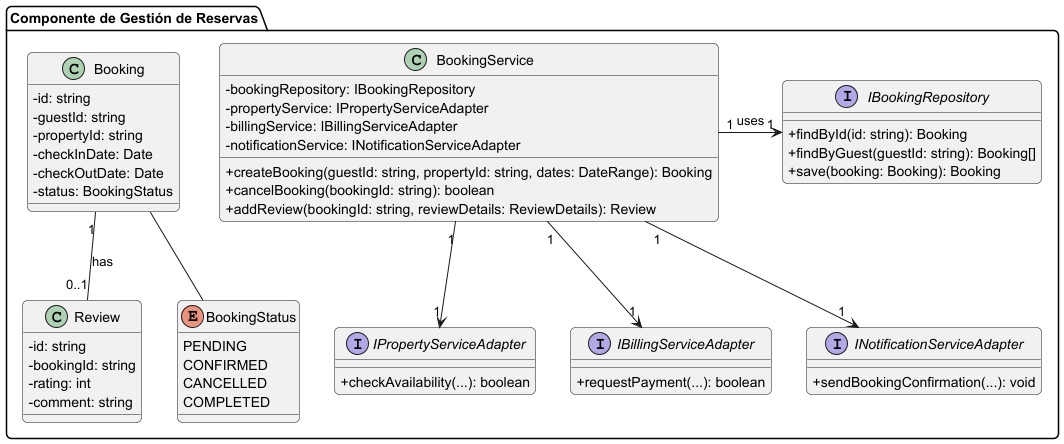 Componente de Gestión de Reservas
C Booking
-id: string
-guestId: string
-propertyId: string
-checkInDate: Date
-checkOutDate: Date
-status: BookingStatus
C BookingService
-bookingRepository: IBookingRepository
-propertyService: IPropertyServiceAdapter
-billingService: IBillingServiceAdapter
-notificationService: INotificationServiceAdapter
+createBooking(guestId: string, propertyId: string, dates: DateRange): Booking
+cancelBooking(bookingId: string): boolean
+addReview(bookingId: string, reviewDetails: ReviewDetails): Review
1 uses 1
I IBookingRepository
+findById(id: string): Booking
+findByGuest(guestId: string): Booking[]
+save(booking: Booking): Booking
1
has
0..1
1
1
1
1
1
1
C Review
-id: string
-bookingId: string
-rating: int
-comment: string
E BookingStatus
PENDING
CONFIRMED
CANCELLED
COMPLETED
I IPropertyServiceAdapter
+checkAvailability(...): boolean
I IBillingServiceAdapter
+requestPayment(...): boolean
I INotificationServiceAdapter
+sendBookingConfirmation(...): void